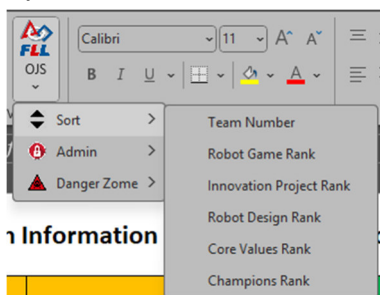 FLL
OJS
Calibri
11
A^ A˅
B I U
A
Sort
Admin
Danger Zome
Team Number
Robot Game Rank
Innovation Project Rank
Robot Design Rank
Core Values Rank
Champions Rank
Information